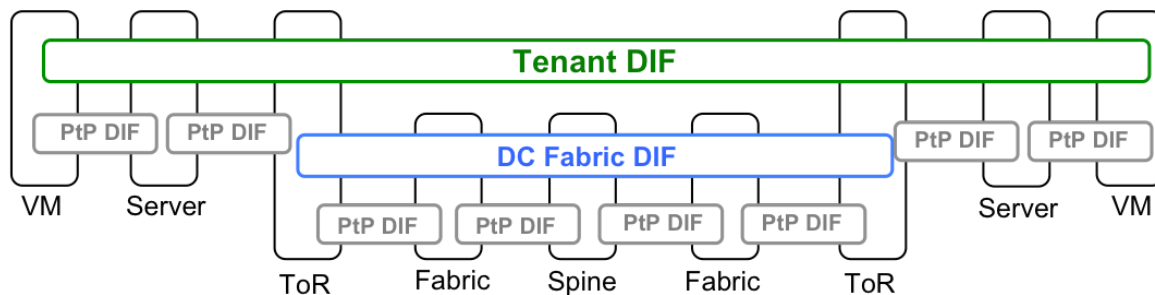 Tenant DIF
PtP DIF
PtP DIF
PtP DIF
PtP DIF
DC Fabric DIF
VM
Server
Server
VM
PtP DIF
PtP DIF
PtP DIF
PtP DIF
ToR
Fabric
Spine
Fabric
ToR